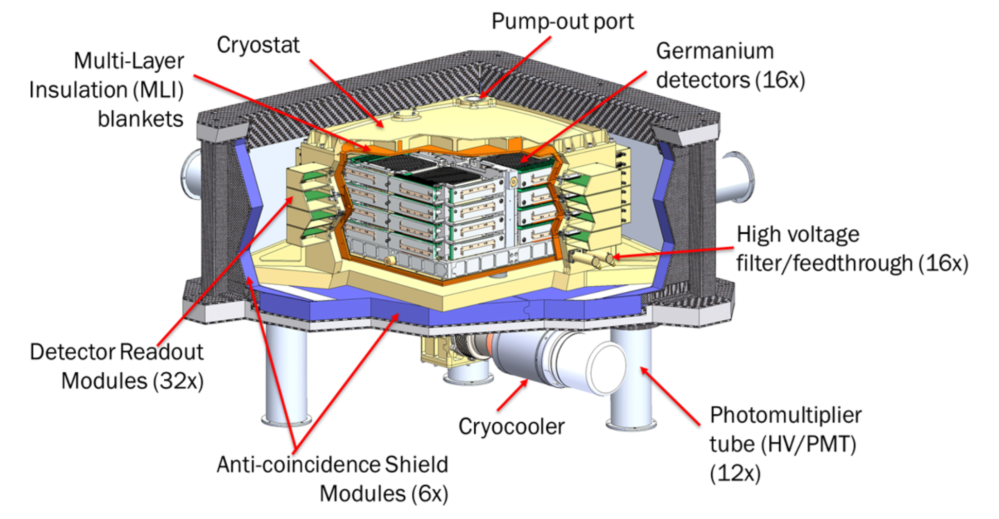 Pump-out port
Cryostat
Multi-Layer
Insulation (MLI)
blankets
Germanium
detectors (16x)
High voltage
filter/feedthrough (16x)
Detector Readout
Modules (32x)
Cryocooler
Photomultiplier
tube (HV/PMT)
(12x)
Anti-coincidence Shield
Modules (6x)